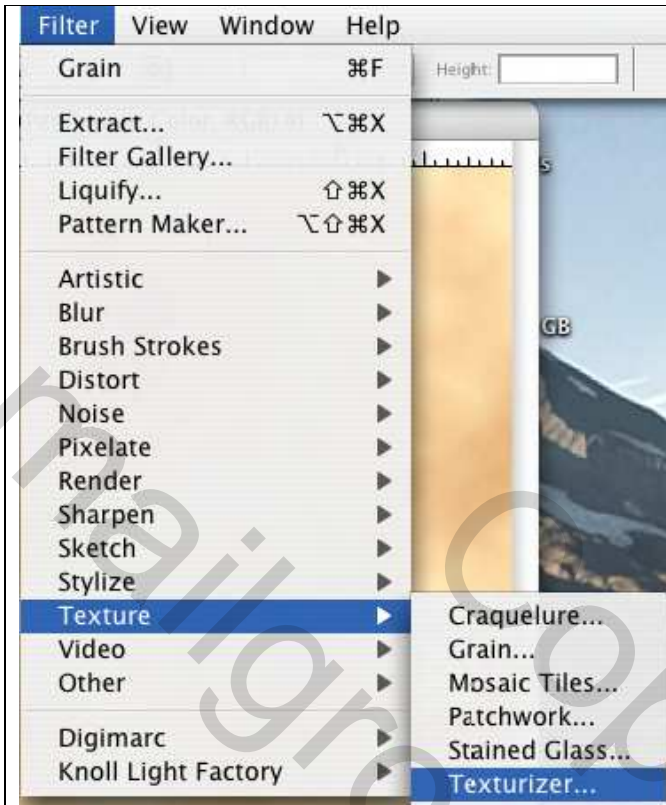 Filter View Window Help
Grain ⌘F
Height:
Extract... ⌥⌘X
Filter Gallery...
Liquify... ⇧⌘X
Pattern Maker... ⌥⇧⌘X
Artistic
Blur
GB
Brush Strokes
Distort
Noise
Pixelate
Render
Sharpen
Sketch
Stylize
Texture
Craquelure...
Video
Grain...
Other
Mosaic Tiles...
Patchwork...
Digimarc
Stained Glass...
Knoll Light Factory
Texturizer...